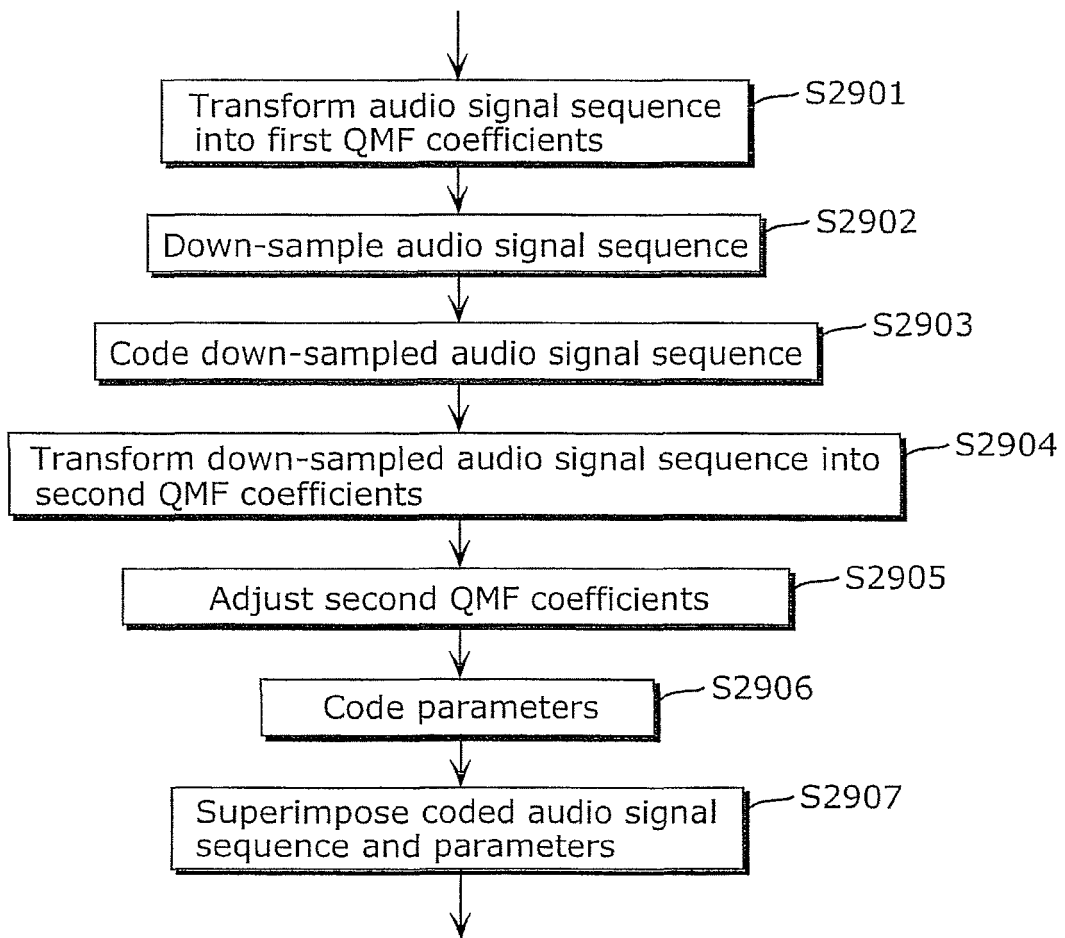 Transform audio signal sequence
into first QMF coefficients
S2901
Down-sample audio signal sequence
S2902
Code down-sampled audio signal sequence
S2903
Transform down-sampled audio signal sequence into
second QMF coefficients
S2904
Adjust second QMF coefficients
S2905
Code parameters
S2906
Superimpose coded audio signal
sequence and parameters
S2907